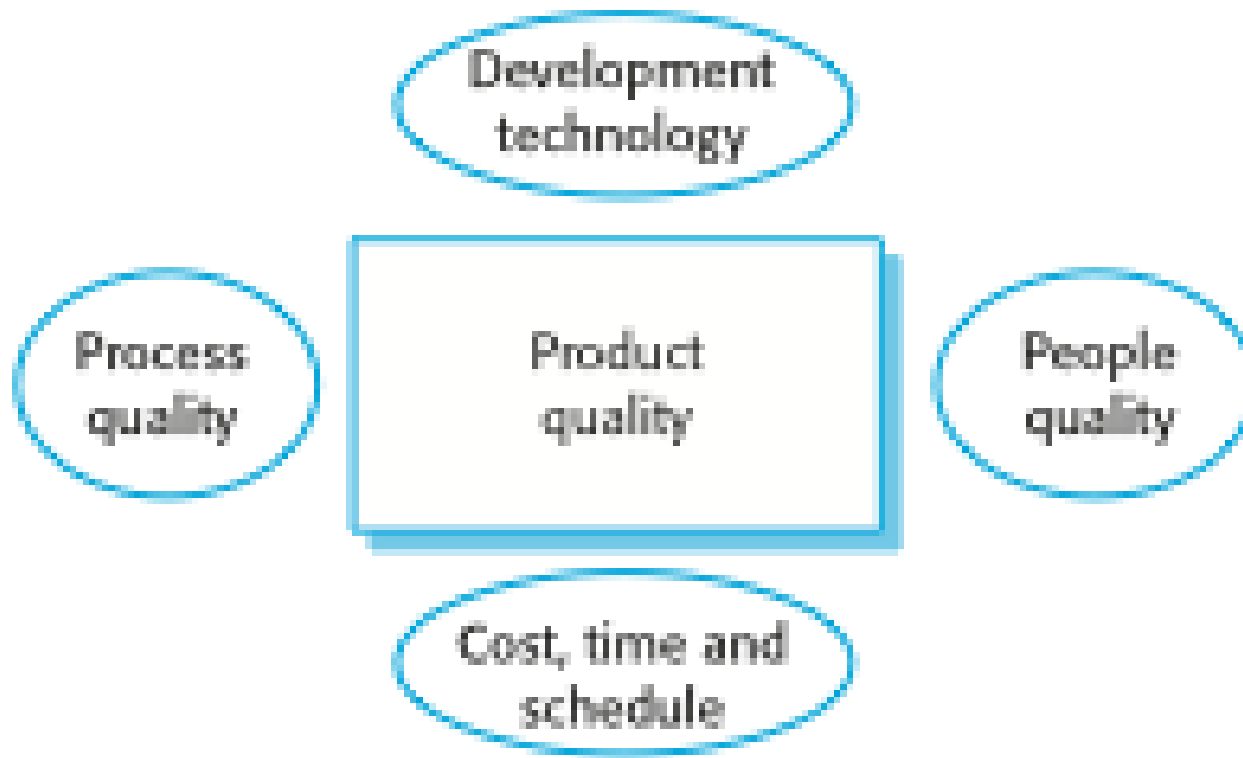 Development
technology
Process
quality
Product
quality
People
quality
Cost, time and
schedule